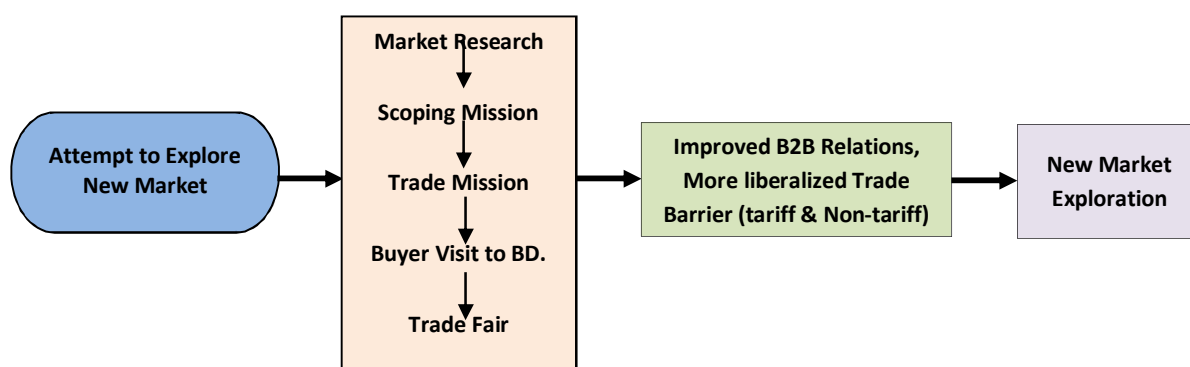 Attempt to Explore
New Market
Market Research
Scoping Mission
Trade Mission
Buyer Visit to BD.
Trade Fair
Improved B2B Relations,
More liberalized Trade
Barrier (tariff & Non-tariff)
New Market
Exploration